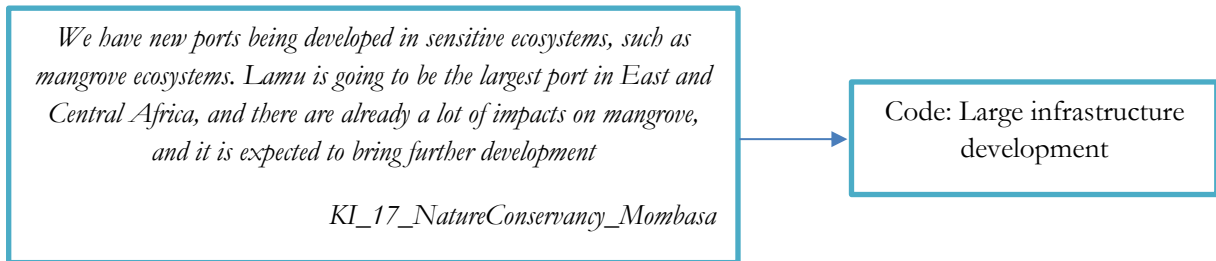 We have new ports being developed in sensitive ecosystems, such as
mangrove ecosystems. Lamu is going to be the largest port in East and
Central Africa, and there are already a lot of impacts on mangrove,
and it is expected to bring further development
KI_17_NatureConservancy_Mombasa
Code: Large infrastructure
development